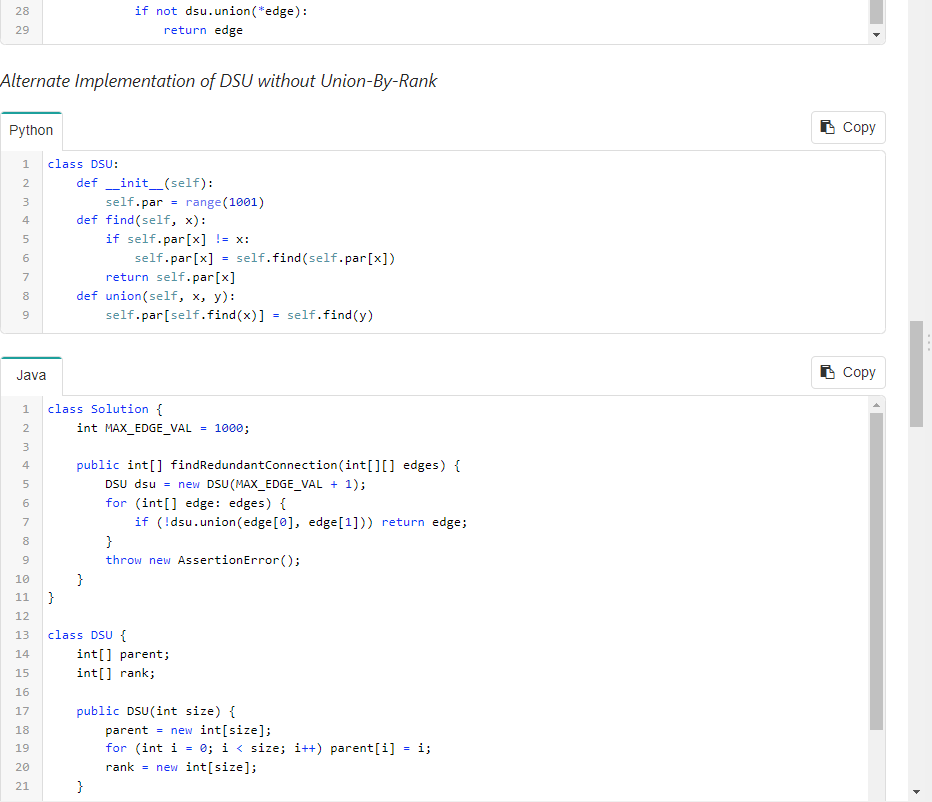 28 if not dsu.union(*edge):
29 return edge
Alternate Implementation of DSU without Union-By-Rank
Python
Copy
1 class DSU:
2 def __init__(self):
3 self.par = range(1001)
4 def find(self, x):
5 if self.par[x] != x:
6 self.par[x] = self.find(self.par[x])
7 return self.par[x]
8 def union(self, x, y):
9 self.par[self.find(x)] = self.find(y)
Java
Copy
1 class Solution {
2 int MAX_EDGE_VAL = 1000;
3
4 public int[] findRedundantConnection(int[][] edges) {
5 DSU dsu = new DSU(MAX_EDGE_VAL + 1);
6 for (int[] edge: edges) {
7 if (!dsu.union(edge[0], edge[1])) return edge;
8 }
9 throw new AssertionError();
10 }
11 }
12
13 class DSU {
14 int[] parent;
15 int[] rank;
16
17 public DSU(int size) {
18 parent = new int[size];
19 for (int i = 0; i < size; i++) parent[i] = i;
20 rank = new int[size];
21 }